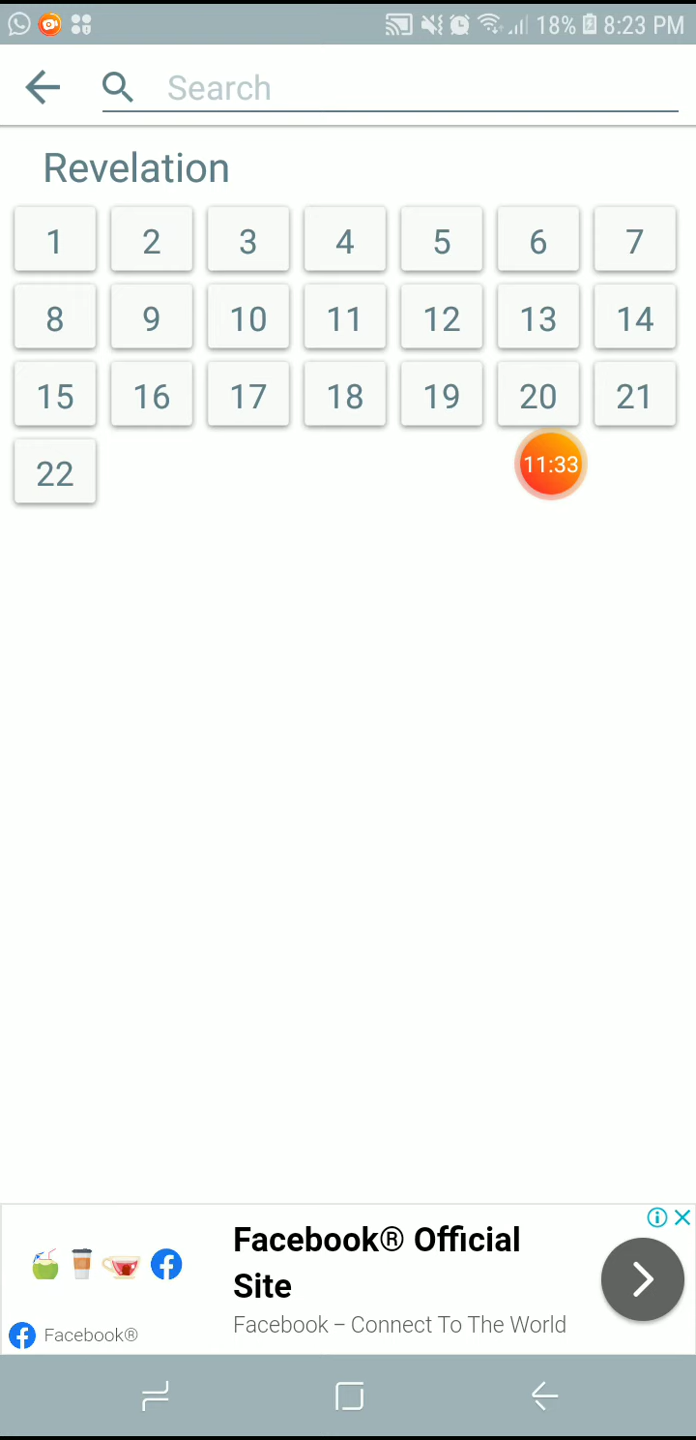 18% 8:23 PM
Search
Revelation
1 2 3 4 5 6 7
8 9 10 11 12 13 14
15 16 17 18 19 20 21
22 11:33
Facebook® Official
Site
Facebook – Connect To The World
Facebook®